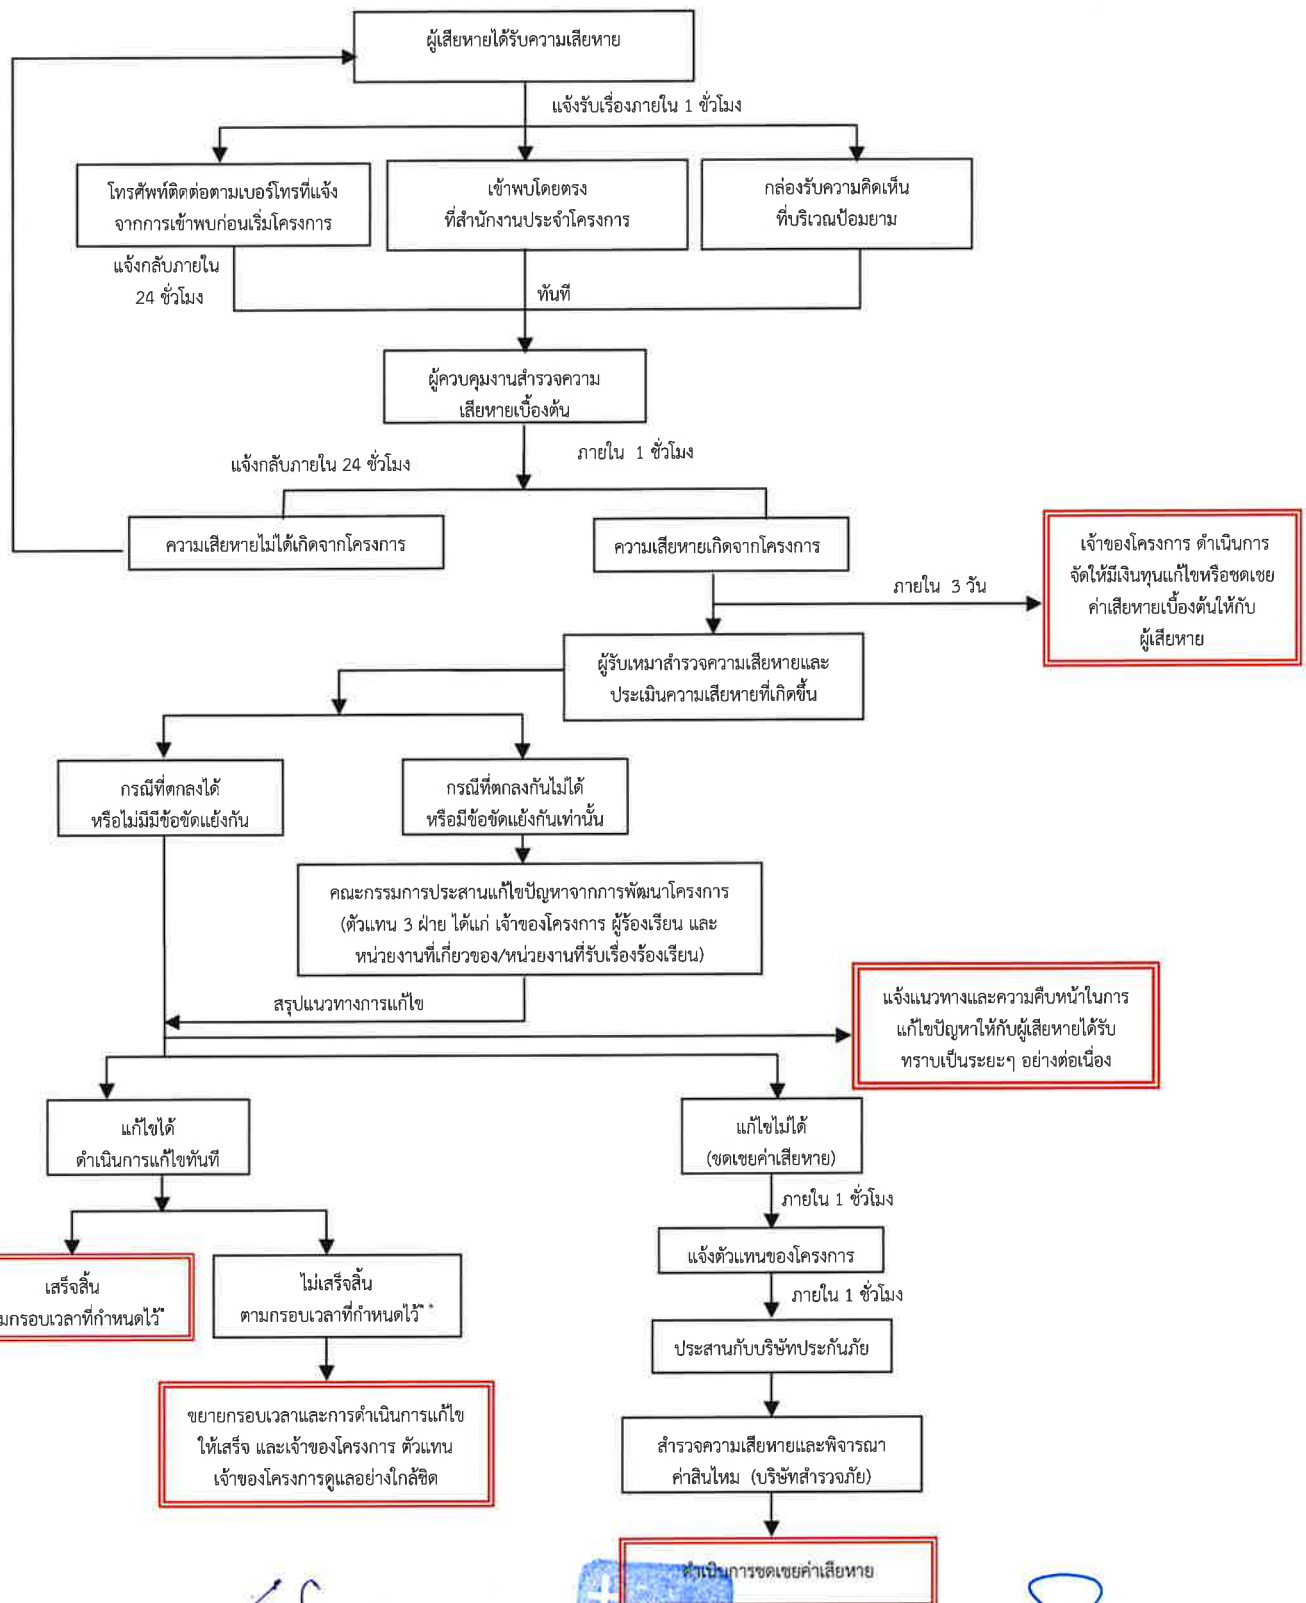 ผู้เสียหายได้รับความเสียหาย
แจ้งรับเรื่องภายใน 1 ชั่วโมง
โทรศัพท์ติดต่อตามเบอร์โทรที่แจ้ง
จากการเข้าพบก่อนเริ่มโครงการ
เข้าพบโดยตรง
ที่สำนักงานประจำโครงการ
กล่องรับความคิดเห็น
ที่บริเวณป้อมยาม
แจ้งกลับภายใน
24 ชั่วโมง
ทันที
ผู้ควบคุมงานสำรวจความ
เสียหายเบื้องต้น
แจ้งกลับภายใน 24 ชั่วโมง
ภายใน 1 ชั่วโมง
ความเสียหายไม่ได้เกิดจากโครงการ
ความเสียหายเกิดจากโครงการ
เจ้าของโครงการ ดำเนินการ
จัดให้มีเงินทุนแก้ไขหรือชดเชย
ค่าเสียหายเบื้องต้นให้กับ
ผู้เสียหาย
ภายใน 3 วัน
ผู้รับเหมาสำรวจความเสียหายและ
ประเมินความเสียหายที่เกิดขึ้น
กรณีที่ตกลงได้
หรือไม่มีมีข้อขัดแย้งกัน
กรณีที่ตกลงกันไม่ได้
หรือมีข้อขัดแย้งกันเท่านั้น
คณะกรรมการประสานแก้ไขปัญหาจากการพัฒนาโครงการ
(ตัวแทน 3 ฝ่าย ได้แก่ เจ้าของโครงการ ผู้ร้องเรียน และ
หน่วยงานที่เกี่ยวของ/หน่วยงานที่รับเรื่องร้องเรียน)
สรุปแนวทางการแก้ไข
แจ้งแนวทางและความคืบหน้าในการ
แก้ไขปัญหาให้กับผู้เสียหายได้รับ
ทราบเป็นระยะๆ อย่างต่อเนื่อง
แก้ไขได้
ดำเนินการแก้ไขทันที
แก้ไขไม่ได้
(ชดเชยค่าเสียหาย)
ภายใน 1 ชั่วโมง
แจ้งตัวแทนของโครงการ
ภายใน 1 ชั่วโมง
เสร็จสิ้น
มกรอบเวลาที่กำหนดไว้*
ไม่เสร็จสิ้น
ตามกรอบเวลาที่กำหนดไว้**
ประสานกับบริษัทประกันภัย
ขยายกรอบเวลาและการดำเนินการแก้ไข
ให้เสร็จ และเจ้าของโครงการ ตัวแทน
เจ้าของโครงการดูแลอย่างใกล้ชิด
สำรวจความเสียหายและพิจารณา
ค่าสินไหม (บริษัทสำรวจภัย)
ดำเนินการชดเชยค่าเสียหาย